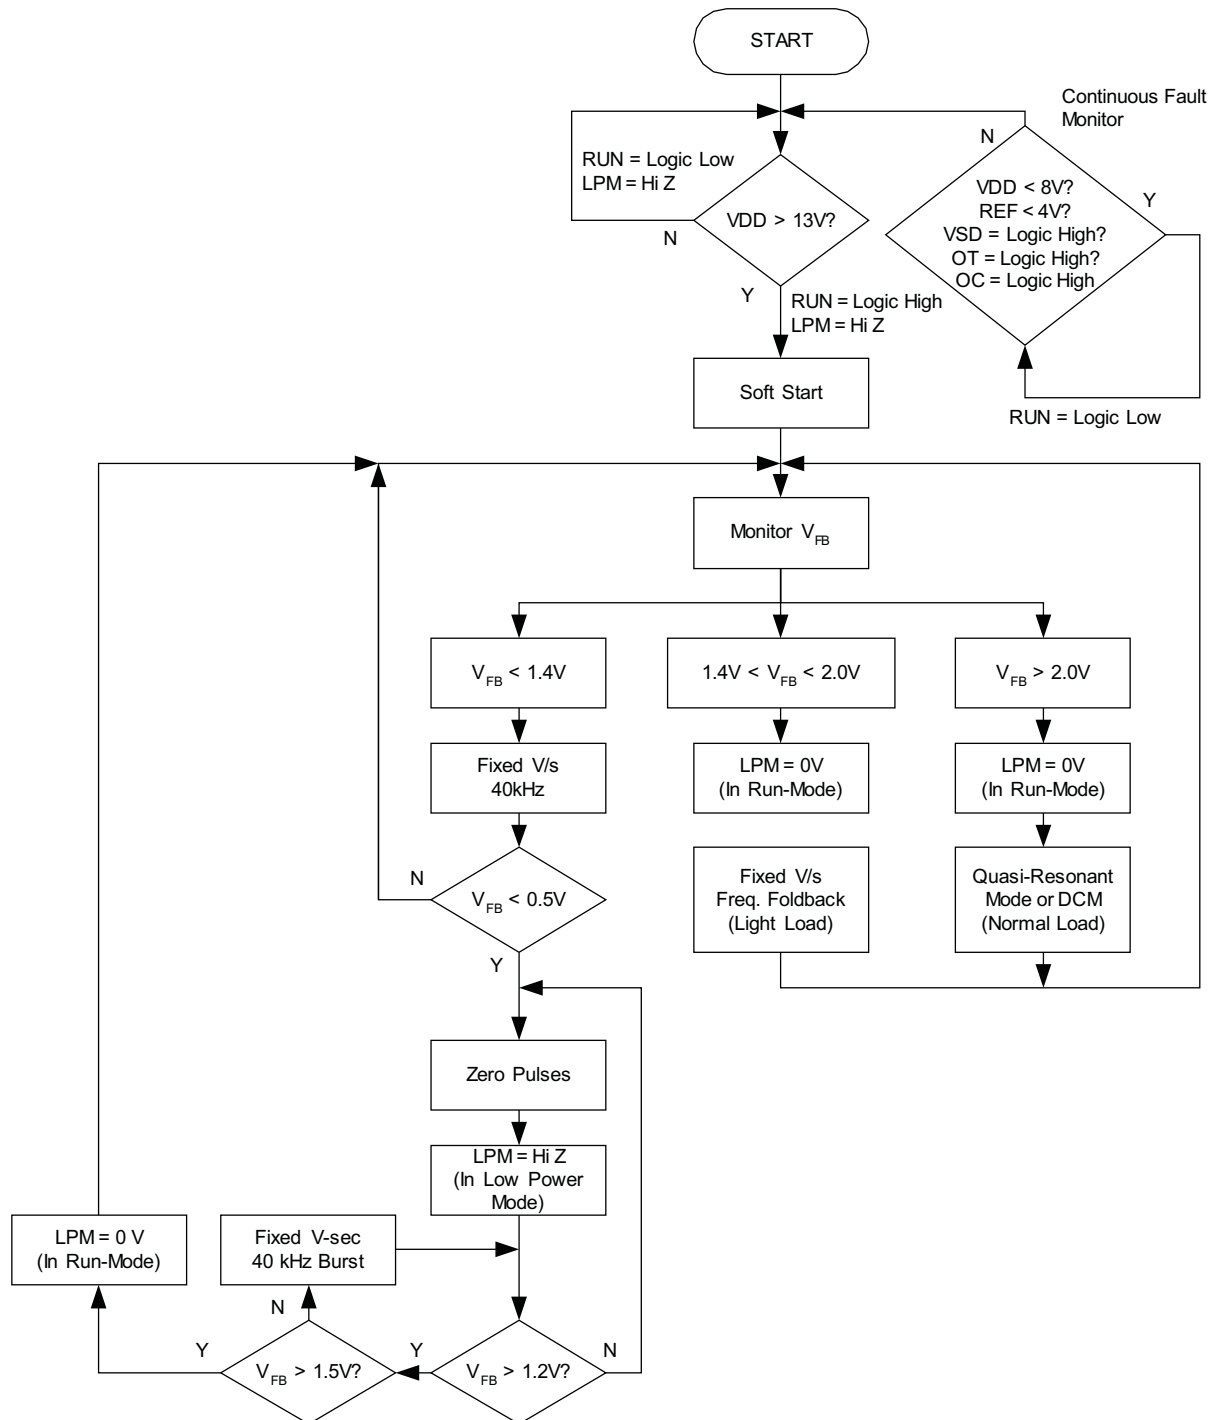 START
Continuous Fault
Monitor
RUN = Logic Low
LPM = Hi Z
N
VDD > 13V?
N
VDD < 8V?
REF < 4V?
VSD = Logic High?
OT = Logic High?
OC = Logic High
Y
Y
RUN = Logic High
LPM = Hi Z
RUN = Logic Low
Soft Start
Monitor VFB
VFB < 1.4V
1.4V < VFB < 2.0V
VFB > 2.0V
Fixed V/s
40kHz
LPM = 0V
(In Run-Mode)
LPM = 0V
(In Run-Mode)
N
VFB < 0.5V
Y
Fixed V/s
Freq. Foldback
(Light Load)
Quasi-Resonant
Mode or DCM
(Normal Load)
Zero Pulses
LPM = Hi Z
(In Low Power
Mode)
LPM = 0 V
(In Run-Mode)
Fixed V-sec
40 kHz Burst
N
Y
VFB > 1.5V?
Y
VFB > 1.2V?
N